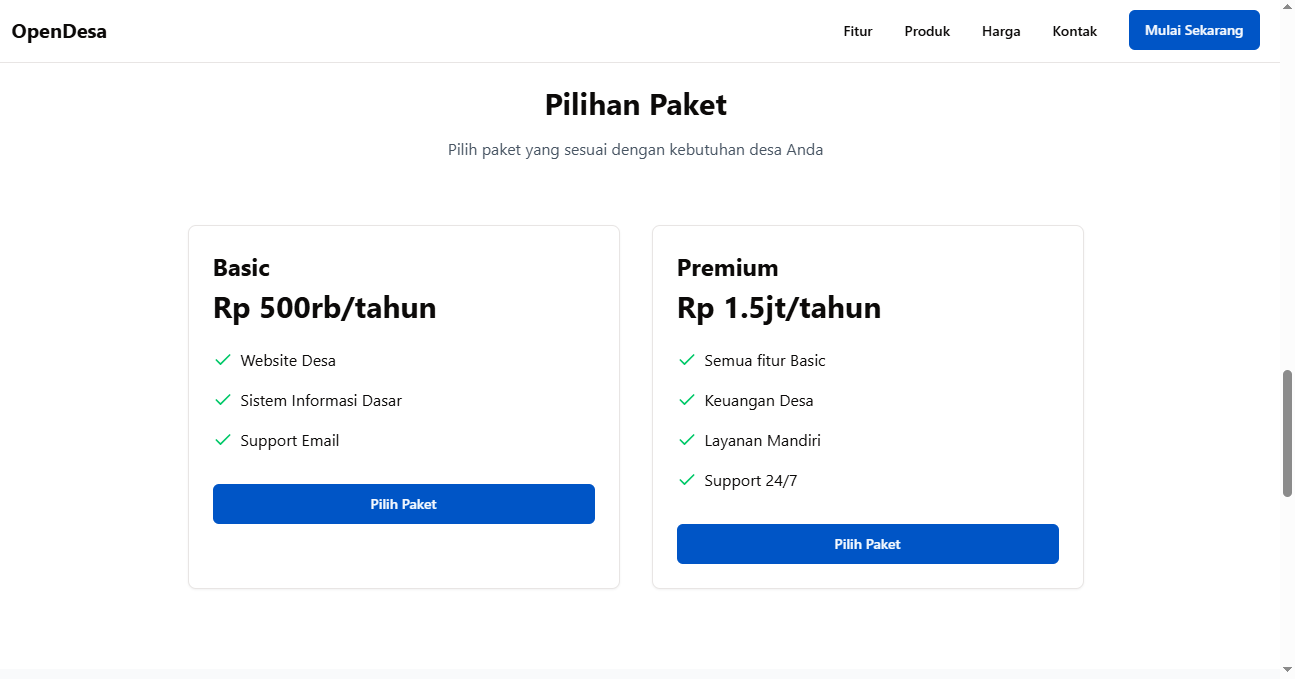 OpenDesa
Fitur
Produk
Harga
Kontak
Mulai Sekarang
Pilihan Paket
Pilih paket yang sesuai dengan kebutuhan desa Anda
Basic
Rp 500rb/tahun
Website Desa
Sistem Informasi Dasar
Support Email
Pilih Paket
Premium
Rp 1.5jt/tahun
Semua fitur Basic
Keuangan Desa
Layanan Mandiri
Support 24/7
Pilih Paket